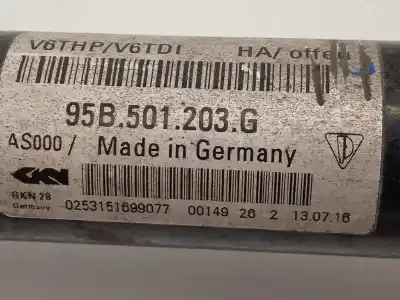 V6THP/V6TDI HA/offen
95B.501.203.G
AS000 / Made in Germany
GKN
GKN 28
Germany 0253151699077 00149 26 2 13.07.16